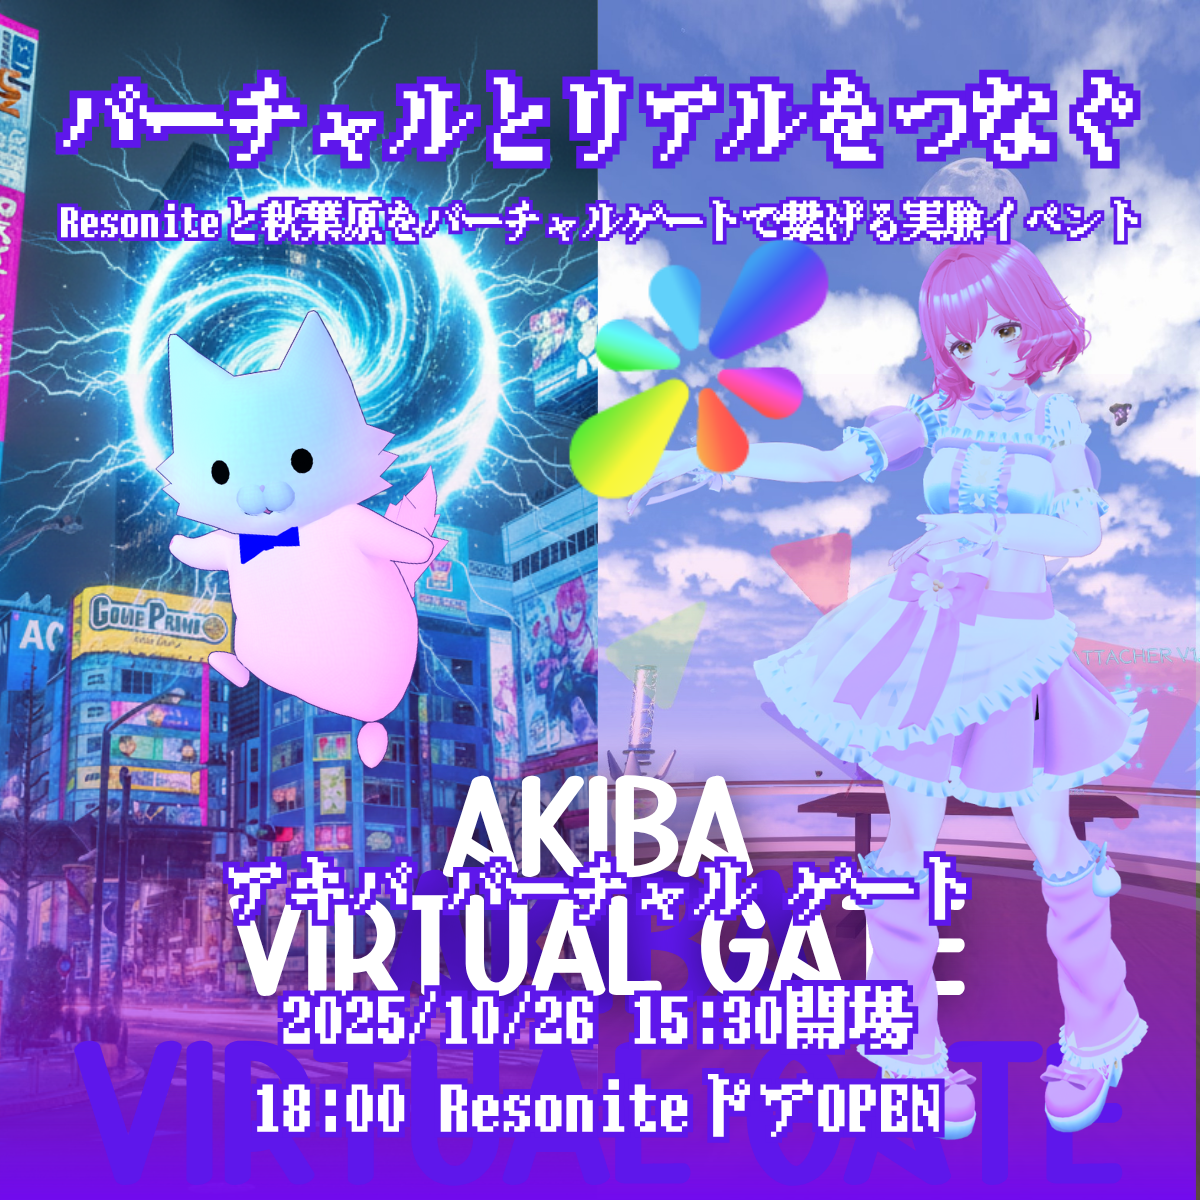 バーチャルとリアルをつなぐ
Resoniteと秋葉原をバーチャルゲートで繋げる実験イベント
AKIBA
アキバ バーチャル ゲート
VIRTUAL GATE
2025/10/26 15:30開場
18:00 ResoniteドアOPEN
VIRTUAL GATE
TTACHER V1